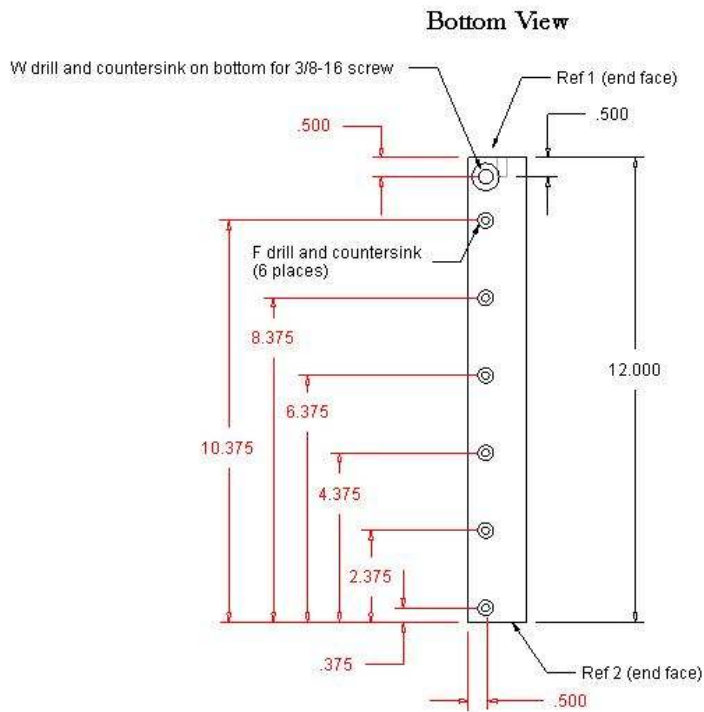 Bottom View
W drill and countersink on bottom for 3/8-16 screw
Ref 1 (end face)
.500
.500
F drill and countersink
(6 places)
8.375
12.000
6.375
10.375
4.375
2.375
.375
Ref 2 (end face)
.500